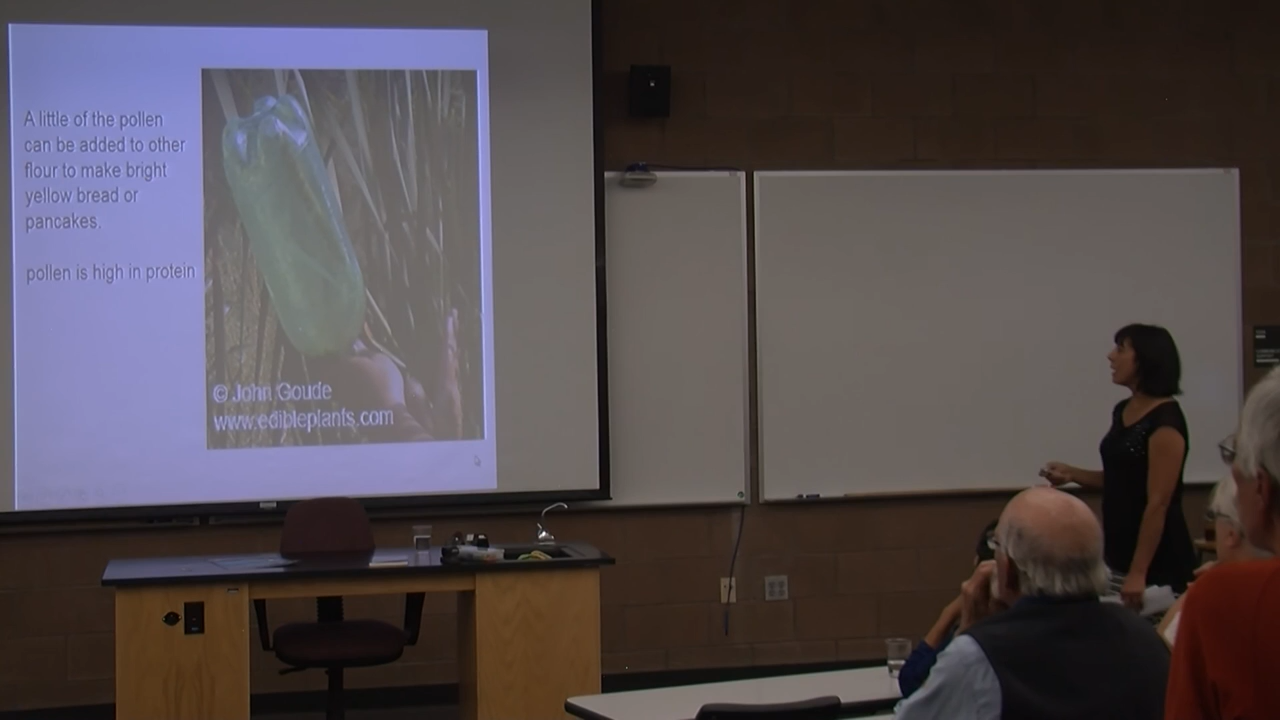 A little of the pollen
can be added to other
flour to make bright
yellow bread or
pancakes.
pollen is high in protein
© John Goude
www.edibleplants.com